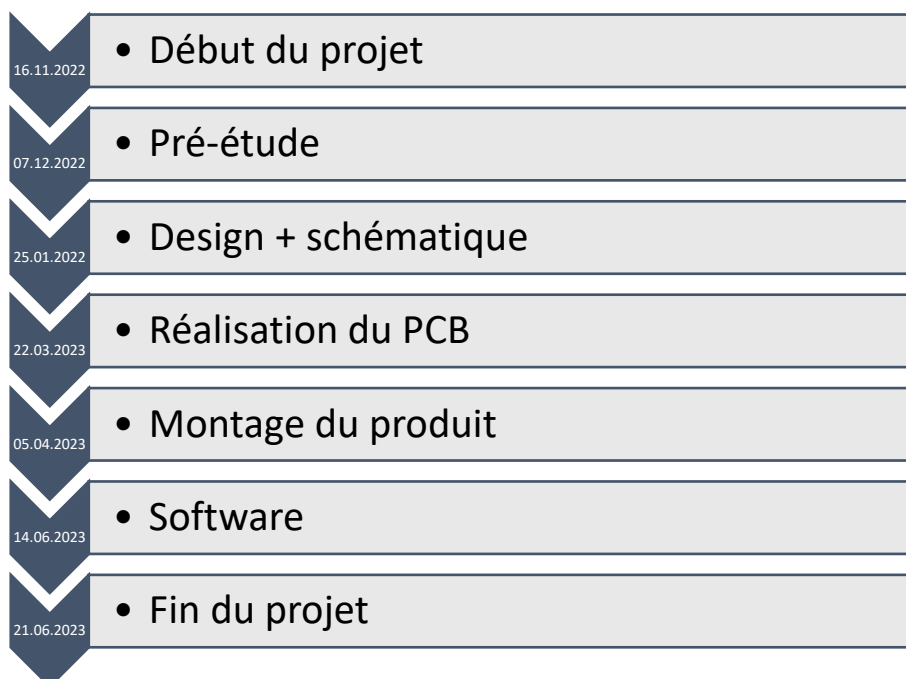 16.11.2022 • Début du projet
07.12.2022 • Pré-étude
25.01.2022 • Design + schématique
22.03.2023 • Réalisation du PCB
05.04.2023 • Montage du produit
14.06.2023 • Software
21.06.2023 • Fin du projet